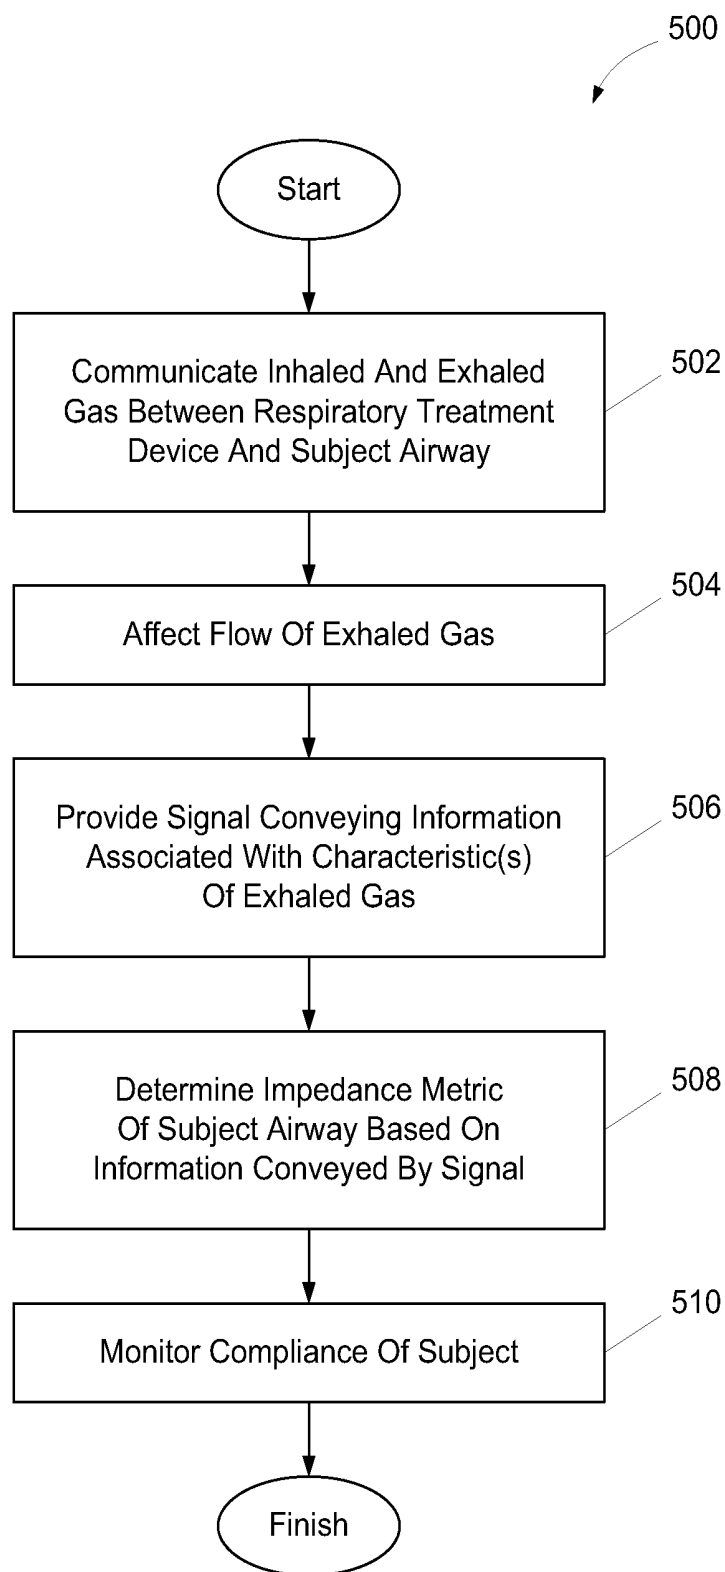 500
Start
Communicate Inhaled And Exhaled
Gas Between Respiratory Treatment
Device And Subject Airway
502
Affect Flow Of Exhaled Gas
504
Provide Signal Conveying Information
Associated With Characteristic(s)
Of Exhaled Gas
506
Determine Impedance Metric
Of Subject Airway Based On
Information Conveyed By Signal
508
Monitor Compliance Of Subject
510
Finish